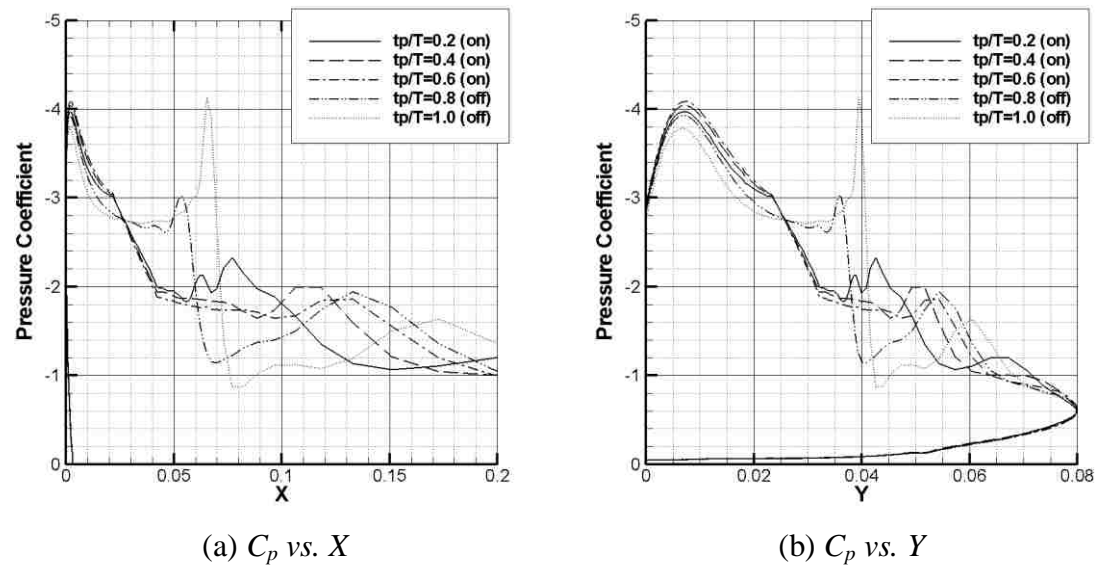 -5
-4
-3
-2
-1
0
Pressure Coefficient
0
0.05
0.1
0.15
0.2
X
tp/T=0.2 (on)
tp/T=0.4 (on)
tp/T=0.6 (on)
tp/T=0.8 (off)
tp/T=1.0 (off)
-5
-4
-3
-2
-1
0
Pressure Coefficient
0
0.02
0.04
0.06
0.08
Y
tp/T=0.2 (on)
tp/T=0.4 (on)
tp/T=0.6 (on)
tp/T=0.8 (off)
tp/T=1.0 (off)
(a) Cp vs. X
(b) Cp vs. Y